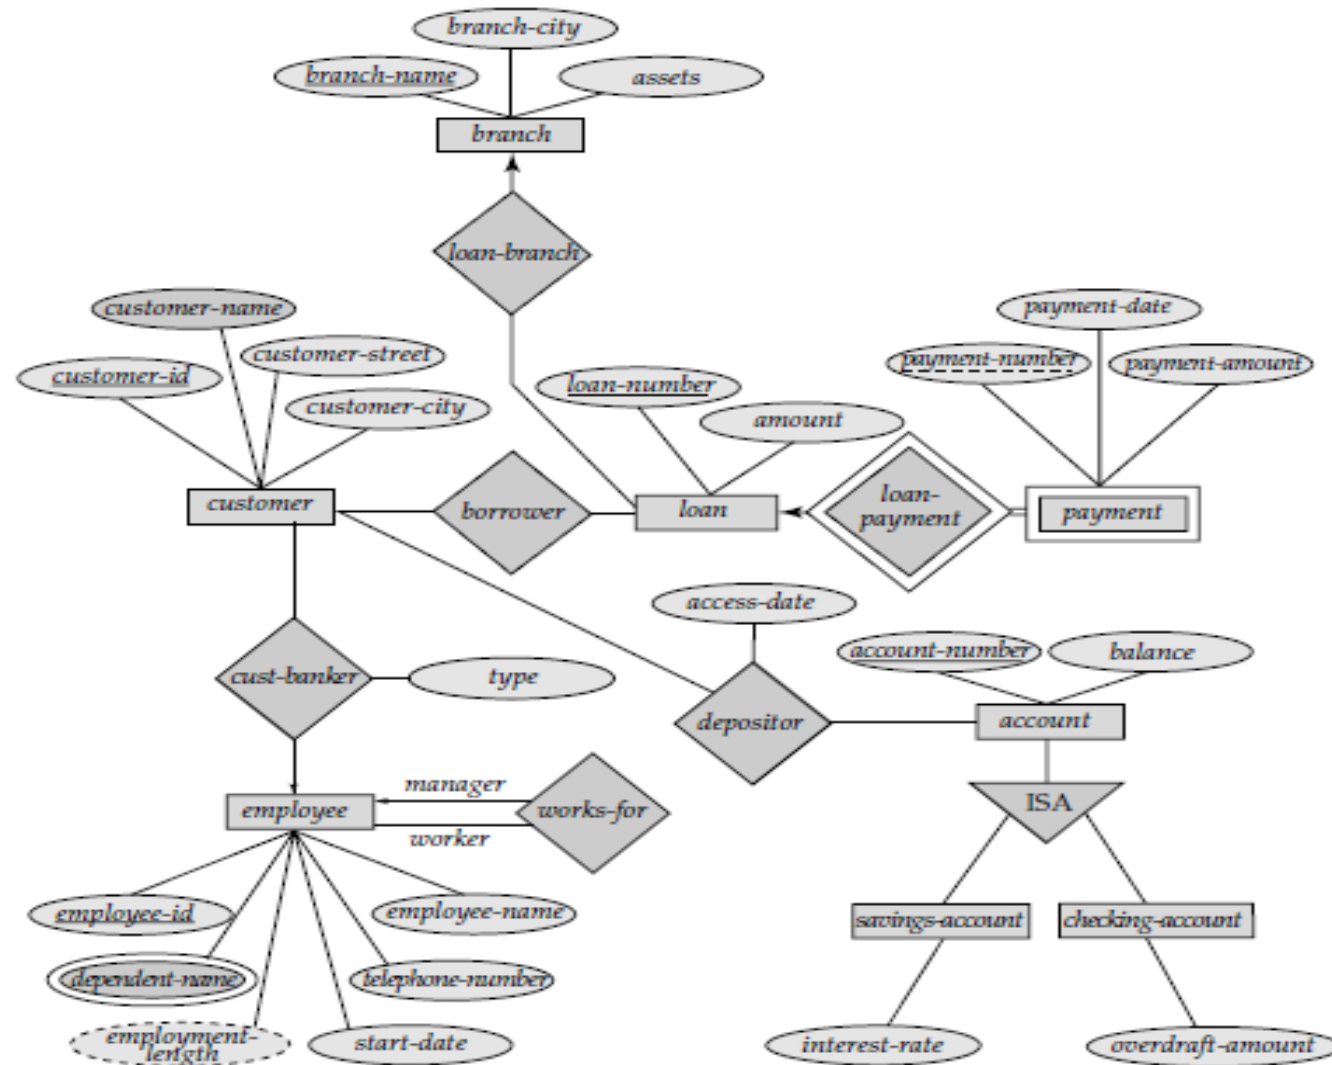 branch-city
branch-name
assets
branch
loan-branch
customer-name
payment-date
customer-street
payment-number
payment-amount
customer-id
loan-number
customer-city
amount
customer
borrower
loan
loan-
payment
payment
access-date
account-number
balance
cust-banker
type
depositor
account
manager
employee
works-for
worker
ISA
employee-id
employee-name
savings-account
checking-account
dependent-name
telephone-number
employment-
length
start-date
interest-rate
overdraft-amount